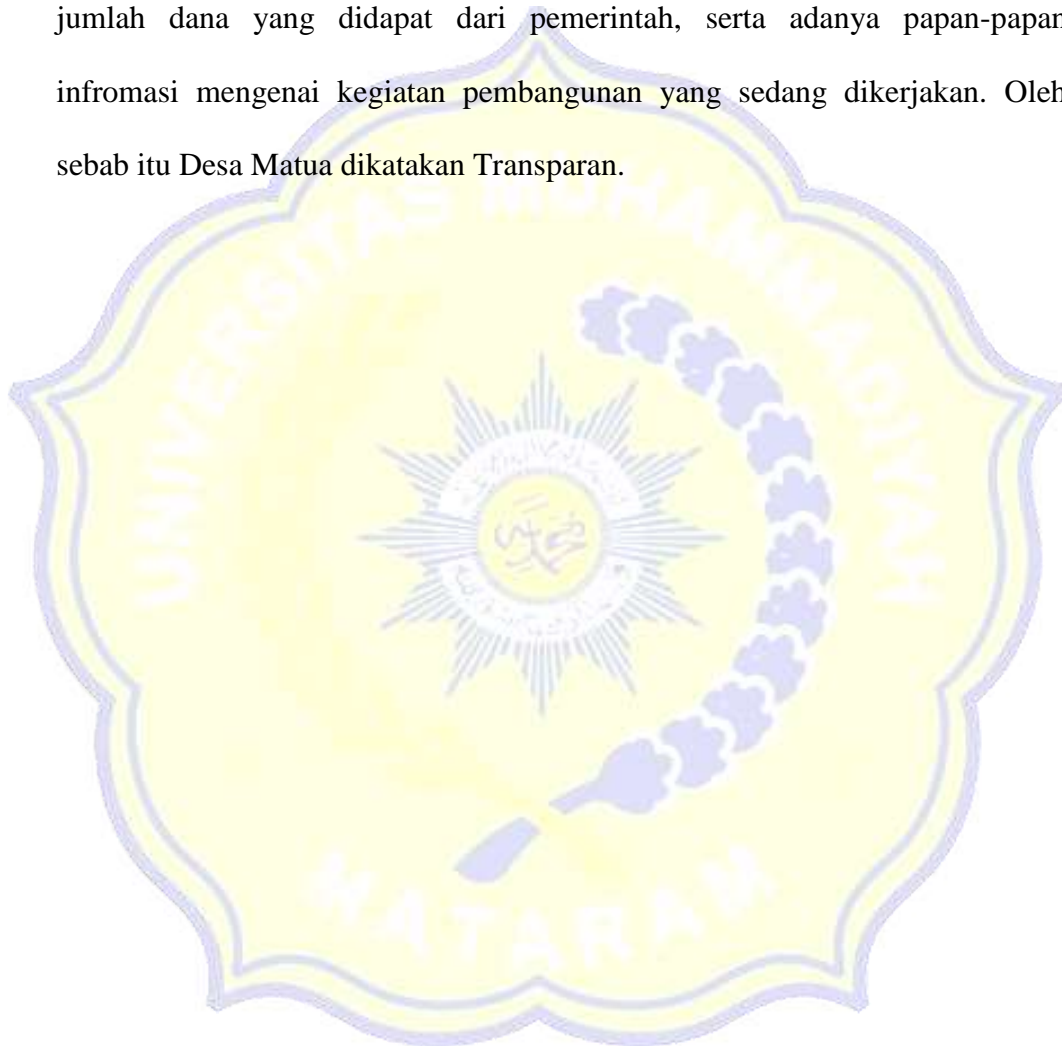 jumlah dana yang didapat dari pemerintah, serta adanya papan-papan
infromasi mengenai kegiatan pembangunan yang sedang dikerjakan. Oleh
sebab itu Desa Matua dikatakan Transparan.
UNIVERSITAS MUHAMMADIYAH
MATARAM